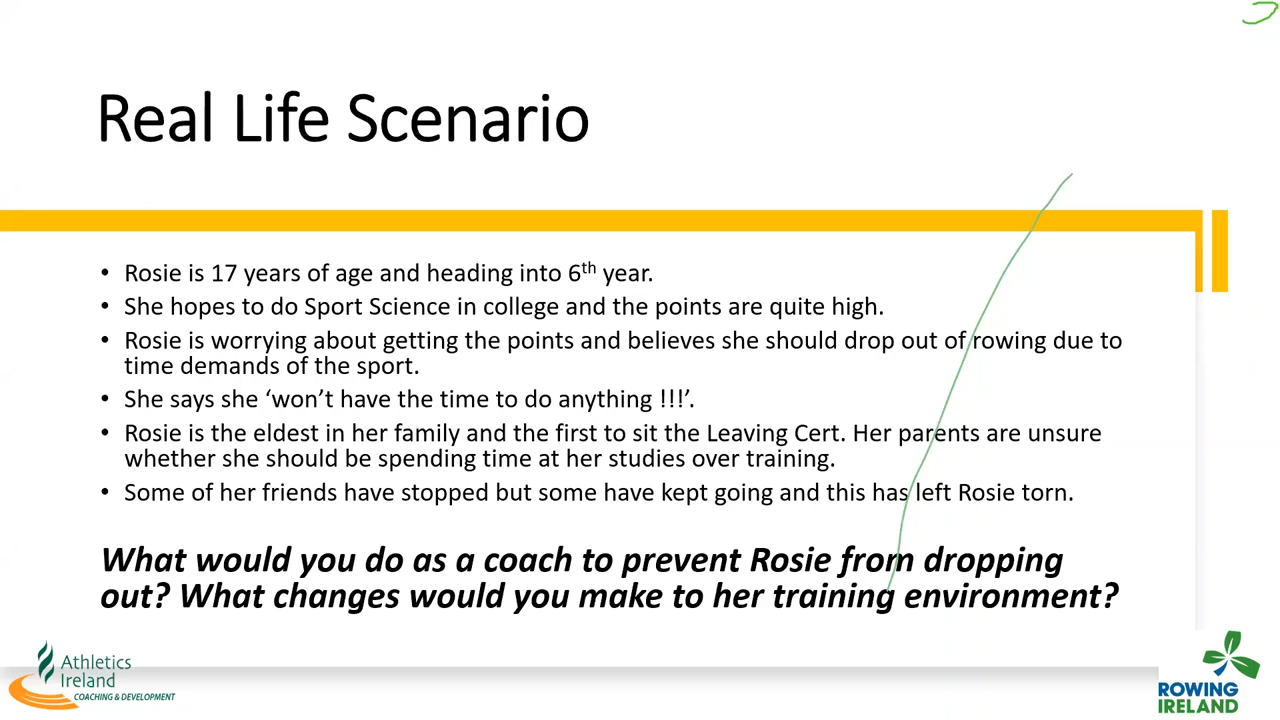 Real Life Scenario
• Rosie is 17 years of age and heading into 6th year.
• She hopes to do Sport Science in college and the points are quite high.
• Rosie is worrying about getting the points and believes she should drop out of rowing due to
time demands of the sport.
• She says she ‘won’t have the time to do anything !!!’.
• Rosie is the eldest in her family and the first to sit the Leaving Cert. Her parents are unsure
whether she should be spending time at her studies over training.
• Some of her friends have stopped but some have kept going and this has left Rosie torn.
What would you do as a coach to prevent Rosie from dropping
out? What changes would you make to her training environment?
Athletics
Ireland
COACHING & DEVELOPMENT
ROWING
IRELAND